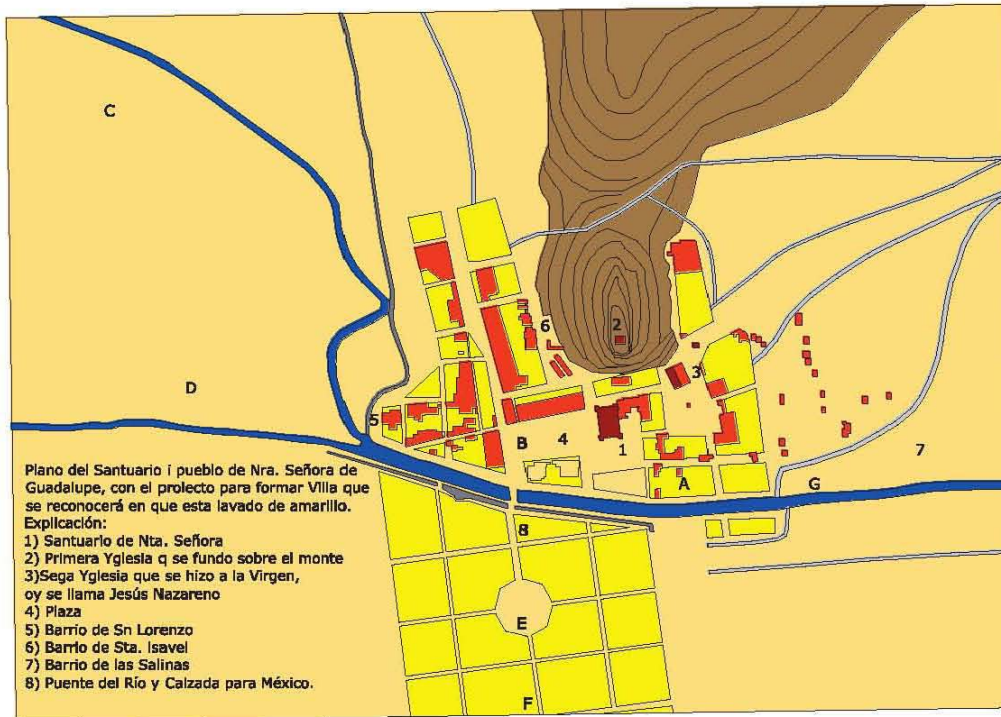 C
2
6
3
D
5
B
4
1
7
A
G
Plano del Santuario i pueblo de Nra. Señora de
Guadalupe, con el prolecto para formar Villa que
se reconocerá en que esta lavado de amarillo.
Explicación:
1) Santuario de Nta. Señora
2) Primera Yglesia q se fundo sobre el monte
3)Sega Yglesia que se hizo a la Virgen,
oy se llama Jesús Nazareno
4) Plaza
5) Barrio de Sn Lorenzo
6) Barrio de Sta. Isavel
7) Barrio de las Salinas
8) Puente del Río y Calzada para México.
8
E
F